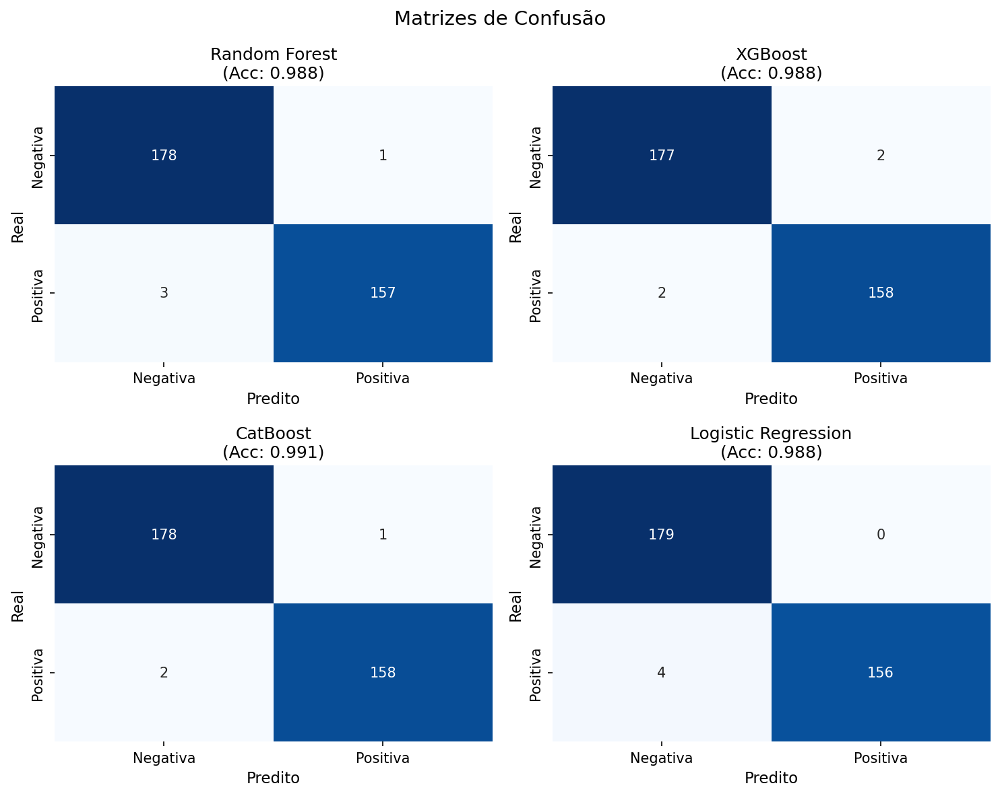 Matrizes de Confusão
Random Forest
(Acc: 0.988)
Real
Negativa
Positiva
178
1
3
157
Negativa
Positiva
Predito
XGBoost
(Acc: 0.988)
Real
Negativa
Positiva
177
2
2
158
Negativa
Positiva
Predito
CatBoost
(Acc: 0.991)
Real
Negativa
Positiva
178
1
2
158
Negativa
Positiva
Predito
Logistic Regression
(Acc: 0.988)
Real
Negativa
Positiva
179
0
4
156
Negativa
Positiva
Predito